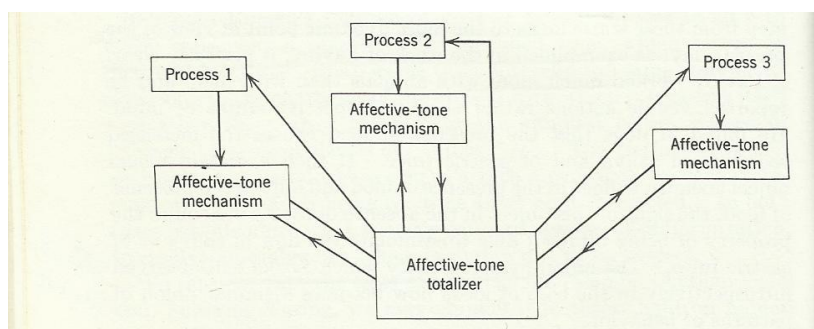 Process 1
Process 2
Process 3
Affective-tone
mechanism
Affective-tone
mechanism
Affective-tone
mechanism
Affective-tone
totalizer